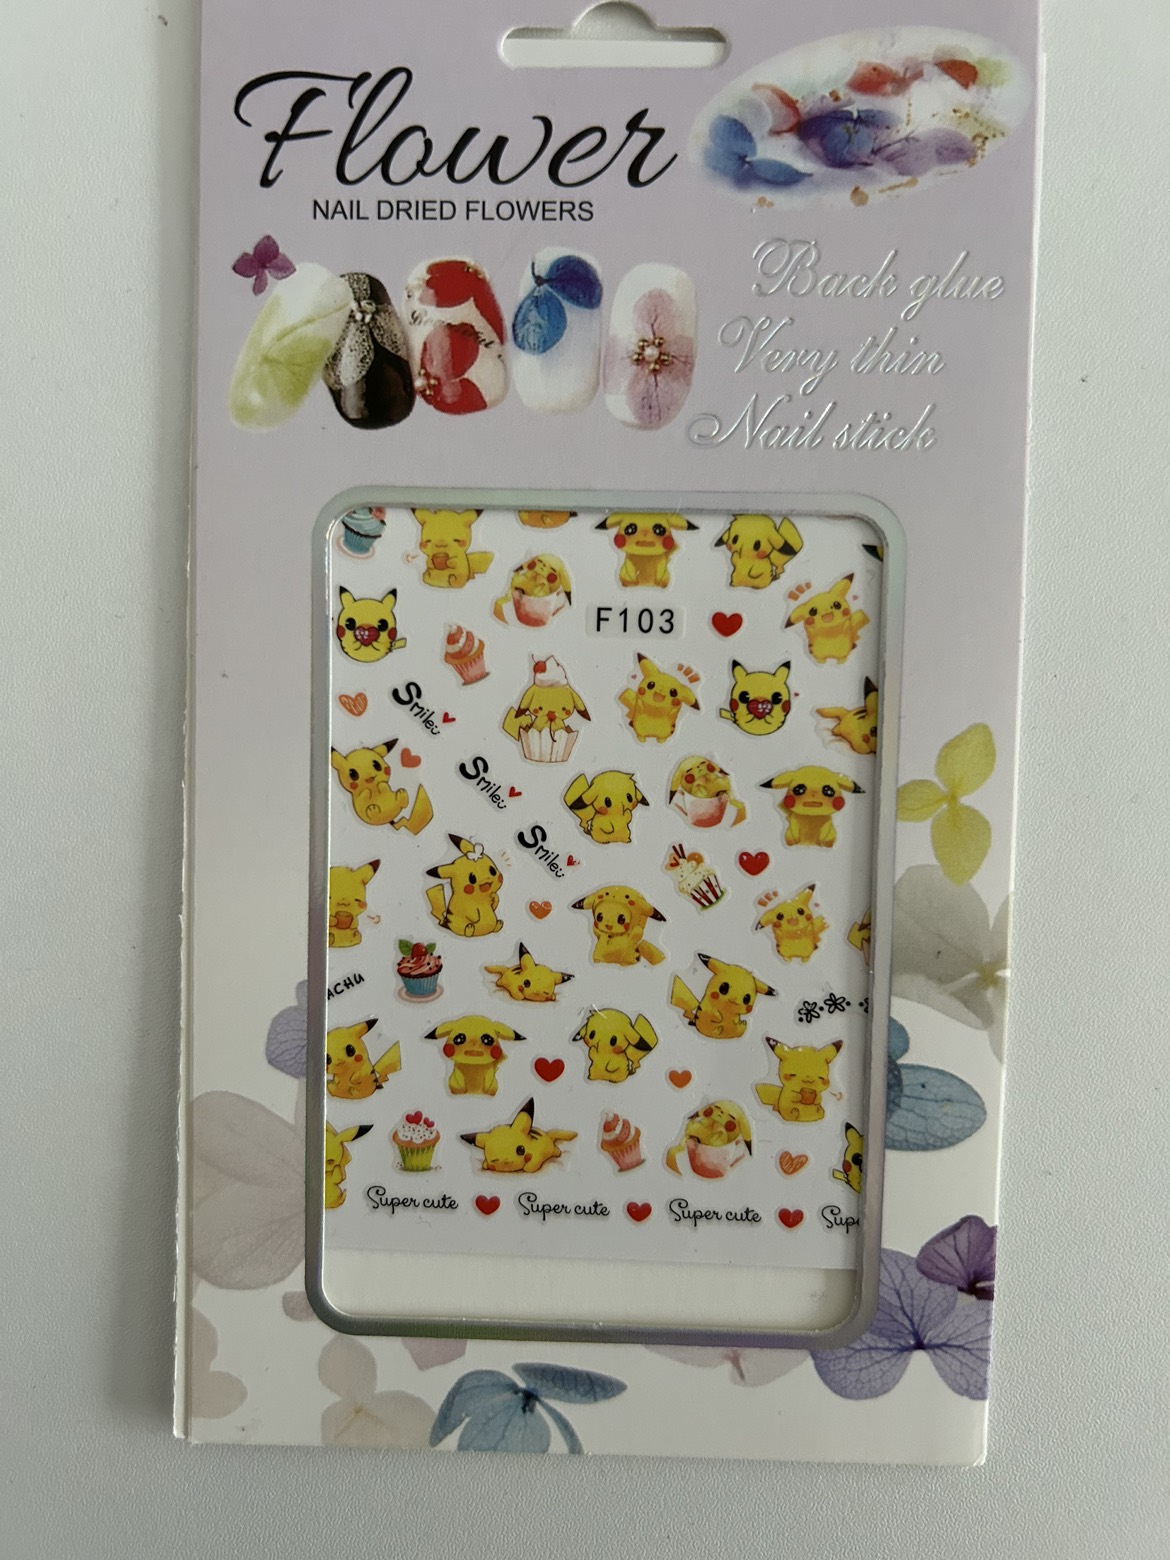 Flower
NAIL DRIED FLOWERS
Back glue
Very thin
Nail stick
F103
Smile
Smile
Smile
ACHU
Super cute Super cute Super cute Supe